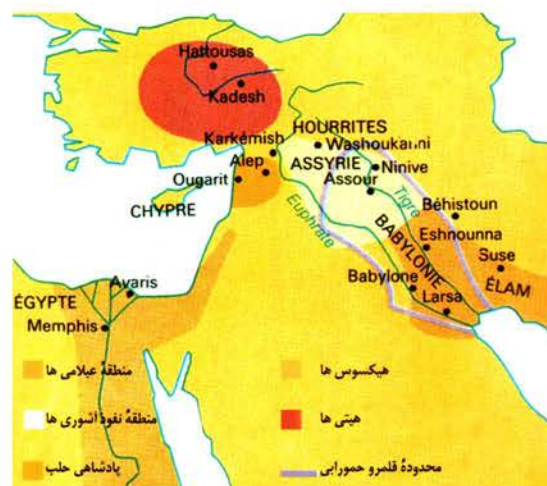 Hattousas
Kadesh
HOURRITES
Karkémish
Washoukanni
Alep
ASSYRIE
Ninive
Ougarit
Assour
CHYPRE
Tigre
Béhistoun
Euphrate
Eshnounna
BABYLONIE
Suse
Avaris
Babylone
ÉLAM
ÉGYPTE
Larsa
Memphis
منطقهٔ عیلامی ها
هیکسوس ها
منطقهٔ نفوذ آشوری ها
هیتی ها
پادشاهی حلب
محدودهٔ قلمرو حمورابی